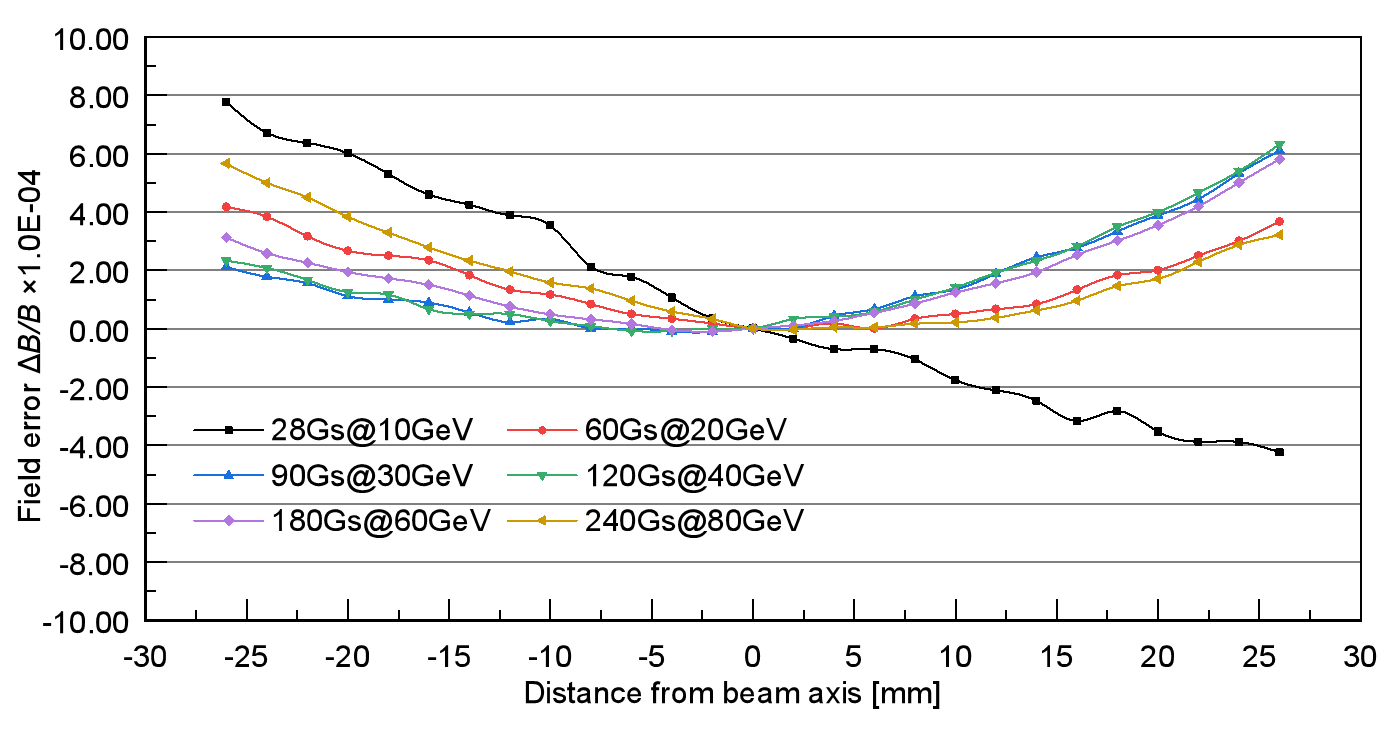 10.00
8.00
6.00
4.00
2.00
0.00
-2.00
-4.00
-6.00
-8.00
-10.00
Field error ΔB/B ×1.0E-04
28Gs@10GeV 60Gs@20GeV
90Gs@30GeV 120Gs@40GeV
180Gs@60GeV 240Gs@80GeV
-30 -25 -20 -15 -10 -5 0 5 10 15 20 25 30
Distance from beam axis [mm]